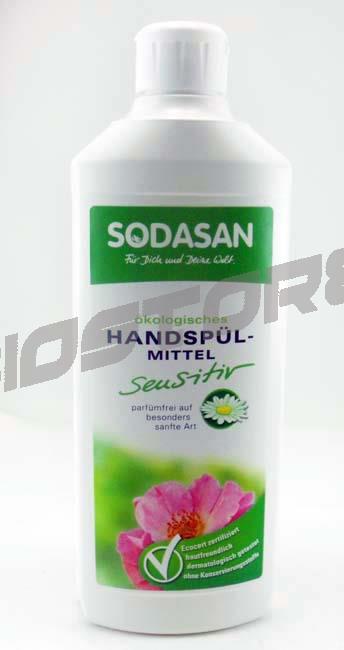 SODASAN
Für Dich und Deine Welt.
ökologisches
HANDSPÜL-
MITTEL
sensitiv
parfümfrei auf
besonders
sanfte Art
Ecocert zertifiziert
hautfreundlich
dermatologisch getestet
ohne Konservierungsstoffe
BIOSTORE